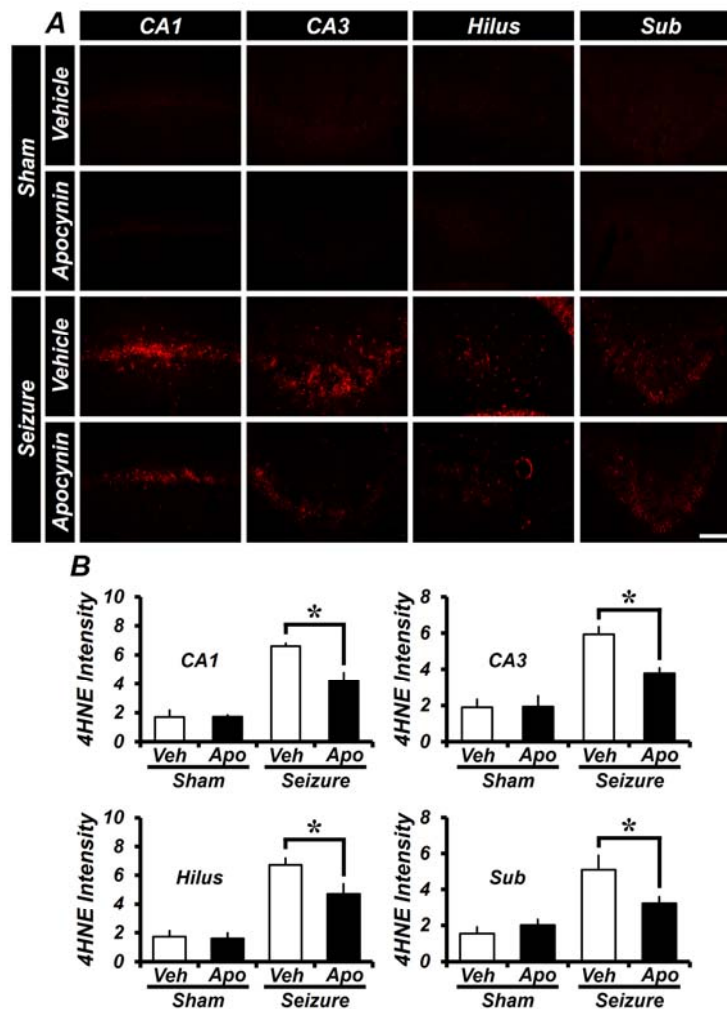 A
CA1 CA3 Hilus Sub
Sham
Vehicle
Apocynin
Seizure
Vehicle
Apocynin
B
4HNE Intensity
10
8
6
4
2
0
CA1
*
Veh Apo Veh Apo
Sham Seizure
4HNE Intensity
8
6
4
2
0
CA3
*
Veh Apo Veh Apo
Sham Seizure
4HNE Intensity
10
8
6
4
2
0
Hilus
*
Veh Apo Veh Apo
Sham Seizure
4HNE Intensity
8
6
4
2
0
Sub
*
Veh Apo Veh Apo
Sham Seizure